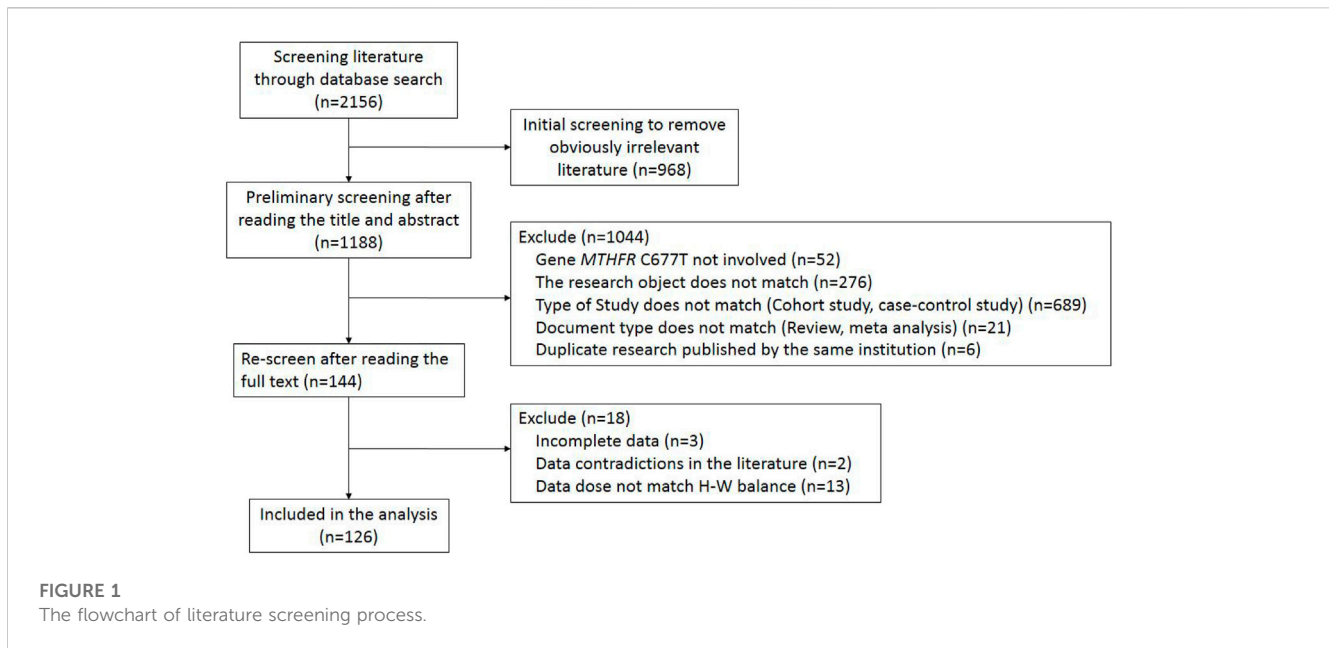 Screening literature
through database search
(n=2156)
Initial screening to remove
obviously irrelevant
literature (n=968)
Preliminary screening after
reading the title and abstract
(n=1188)
Exclude (n=1044)
Gene MTHFR C677T not involved (n=52)
The research object does not match (n=276)
Type of Study does not match (Cohort study, case-control study) (n=689)
Document type does not match (Review, meta analysis) (n=21)
Duplicate research published by the same institution (n=6)
Re-screen after reading the
full text (n=144)
Exclude (n=18)
Incomplete data (n=3)
Data contradictions in the literature (n=2)
Data dose not match H-W balance (n=13)
Included in the analysis
(n=126)
FIGURE 1
The flowchart of literature screening process.